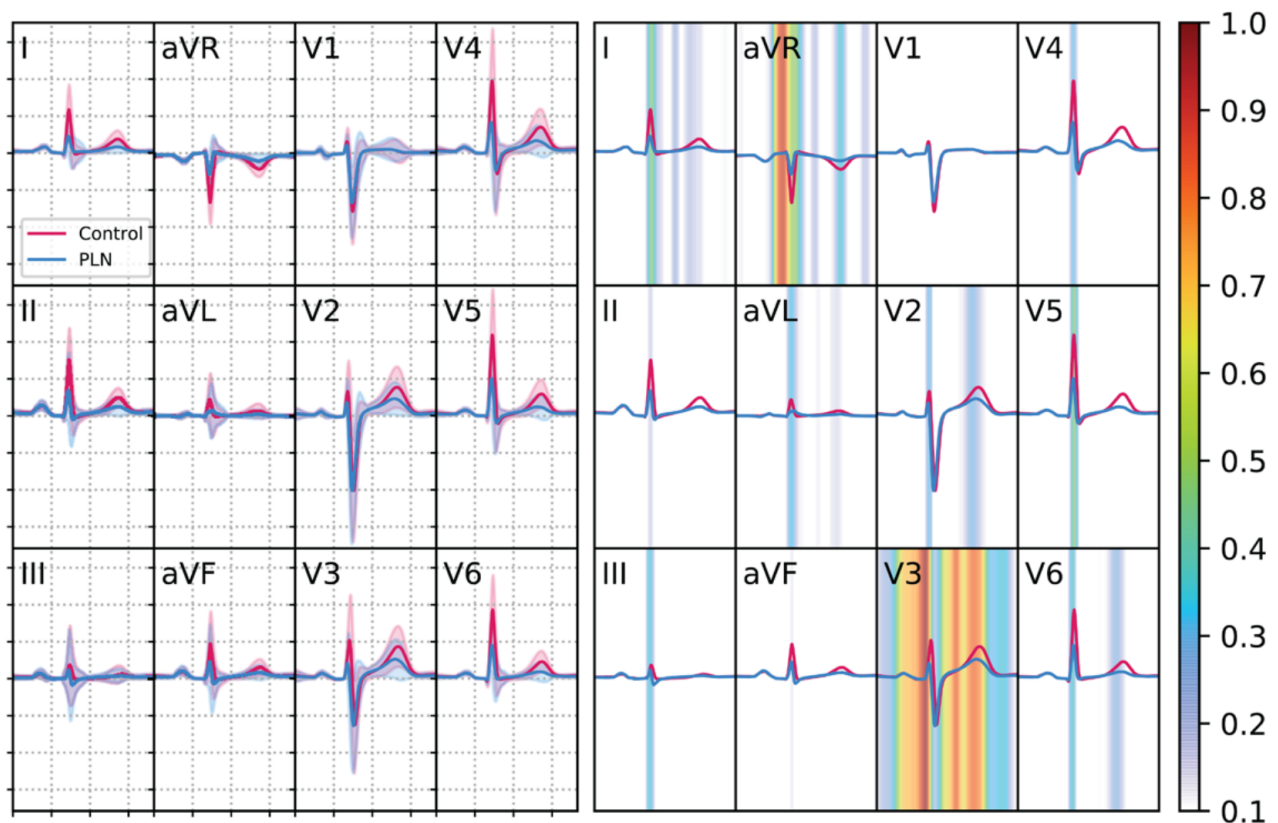 I aVR V1 V4
Control
PLN
II aVL V2 V5
III aVF V3 V6
I aVR V1 V4
II aVL V2 V5
III aVF V3 V6
1.0
0.9
0.8
0.7
0.6
0.5
0.4
0.3
0.2
0.1